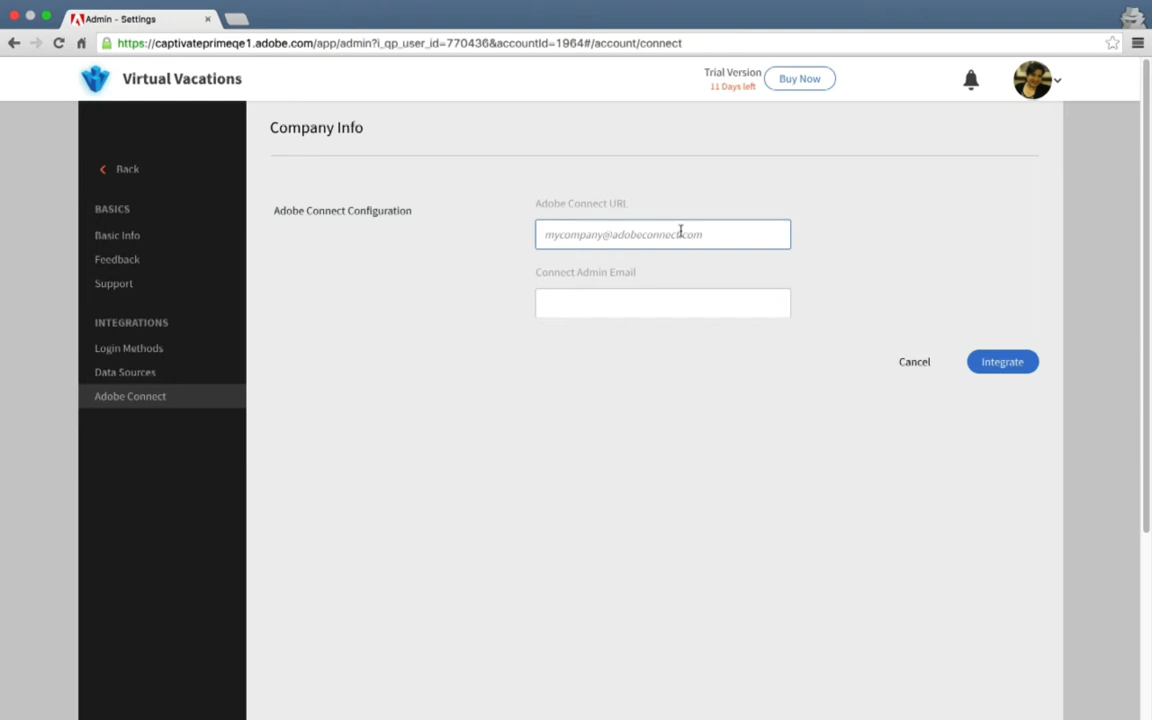 Admin - Settings
https://captivateprimeqe1.adobe.com/app/admin?i_qp_user_id=770436&accountId=1964#/account/connect
Virtual Vacations
Trial Version
11 Days left
Buy Now
Company Info
Back
BASICS
Basic Info
Feedback
Support
INTEGRATIONS
Login Methods
Data Sources
Adobe Connect
Adobe Connect Configuration
Adobe Connect URL
mycompany@adobeconnect.com
Connect Admin Email
Cancel
Integrate